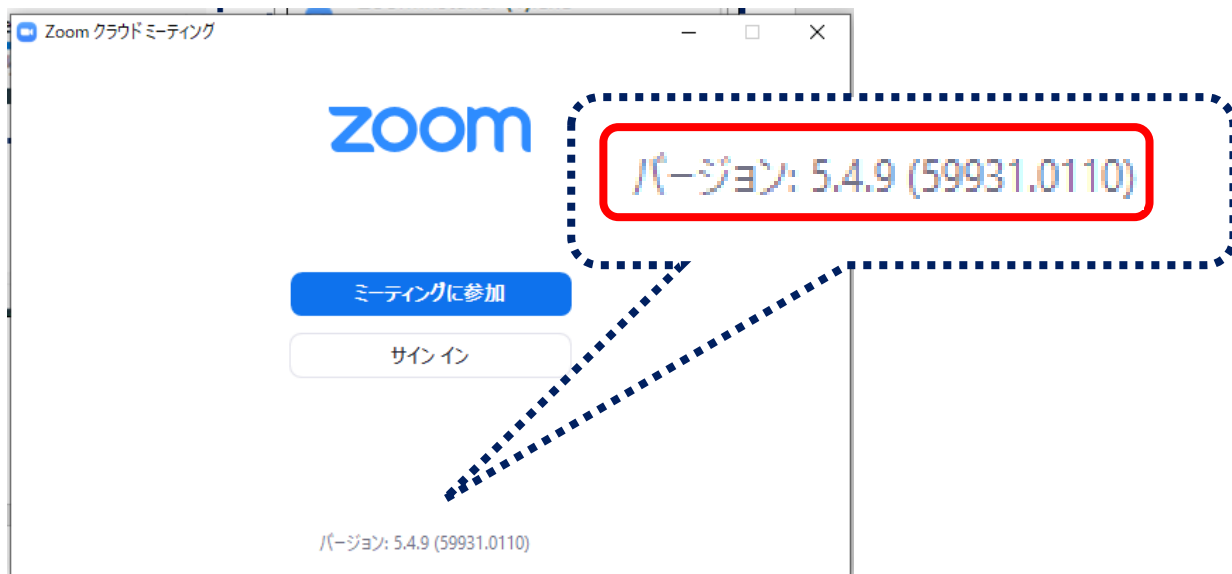 Zoom クラウド ミーティング
zoom
バージョン: 5.4.9 (59931.0110)
ミーティングに参加
サイン イン
バージョン: 5.4.9 (59931.0110)